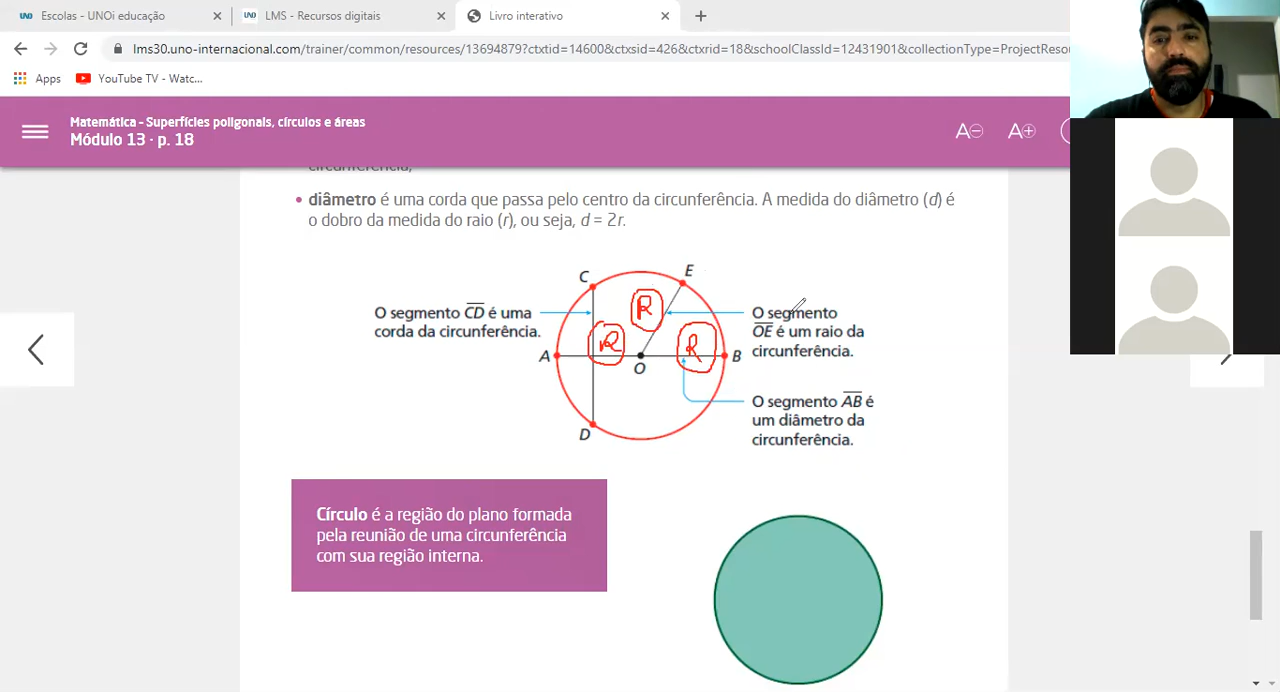 Escolas - UNOi educação
LMS - Recursos digitais
Livro interativo
lms30.uno-internacional.com/trainer/common/resources/13694879?ctxtid=14600&ctxsid=426&ctxrid=18&schoolClassId=12431901&collectionType=ProjectResou
Apps
YouTube TV - Watc...
Matemática - Superfícies poligonais, círculos e áreas
Módulo 13 · p. 18
A-
A+
circunferência;
• diâmetro é uma corda que passa pelo centro da circunferência. A medida do diâmetro (d) é
o dobro da medida do raio (r), ou seja, d = 2r.
C
E
R
O segmento CD é uma
corda da circunferência.
O segmento
OE é um raio da
circunferência.
R
R
A
O
B
O segmento AB é
um diâmetro da
circunferência.
D
Círculo é a região do plano formada
pela reunião de uma circunferência
com sua região interna.